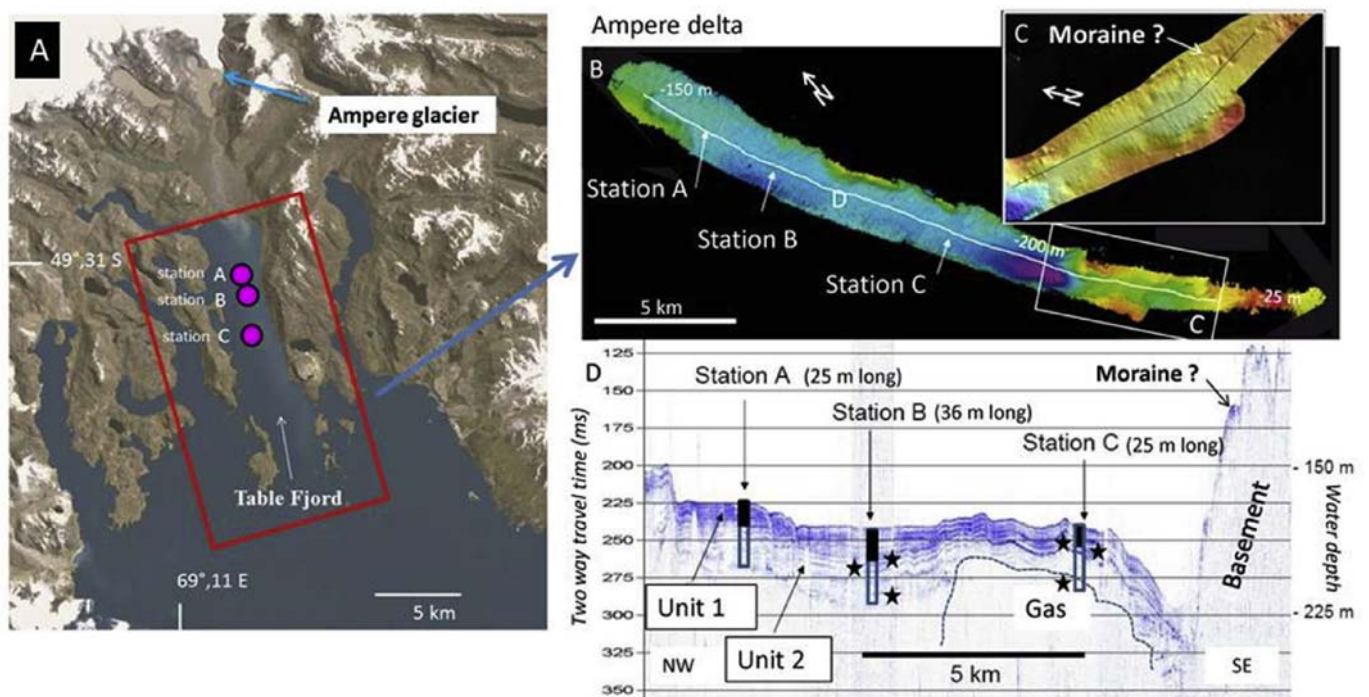 A
Ampere glacier
49°,31 S
station A
station B
station C
Table Fjord
69°,11 E
5 km
Ampere delta
B
N
-150 m
Station A
Station B
D
Station C
-200 m
25 m
C
5 km
C
Moraine ?
N
D
Two way travel time (ms)
125
150
175
200
225
250
275
300
325
350
Station A (25 m long)
Station B (36 m long)
Station C (25 m long)
Moraine ?
- 150 m
Water depth
- 225 m
Basement
Unit 1
Unit 2
Gas
NW
5 km
SE